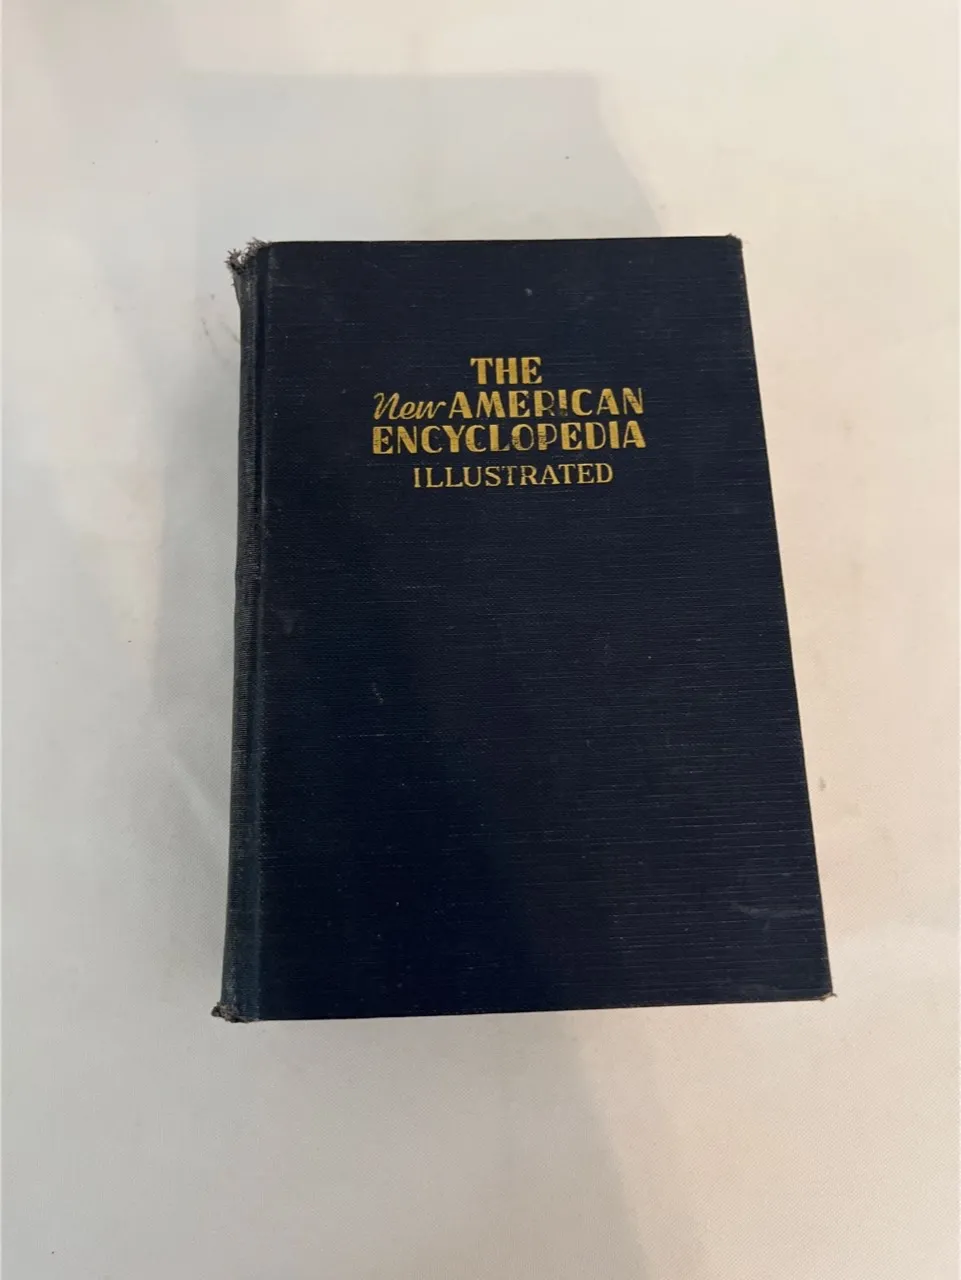 THE
New AMERICAN
ENCYCLOPEDIA
ILLUSTRATED